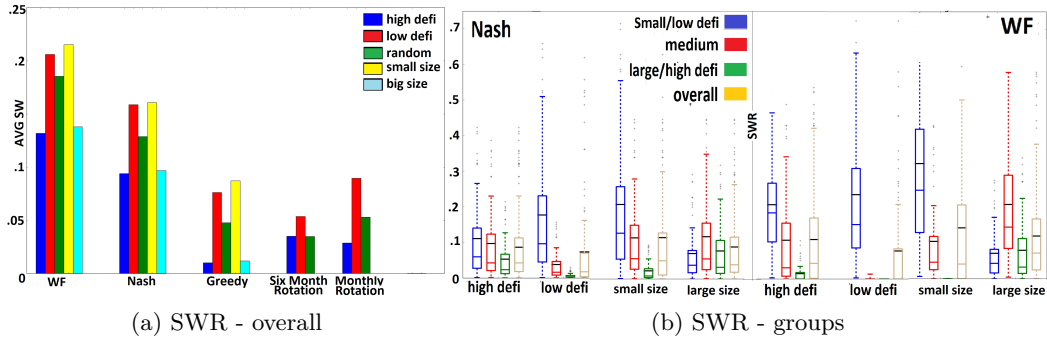 .25
.2
.15
.1
.05
0
AVG SW
high defi
low defi
random
small size
big size
WF
Nash
Greedy
Six Month
Rotation
Monthly
Rotation
(a) SWR - overall
.7
.6
.5
.4
.3
.2
.1
0
Nash
Small/low defi
medium
large/high defi
overall
SWR
WF
high defi
low defi
small size
large size
high defi
low defi
small size
large size
(b) SWR - groups